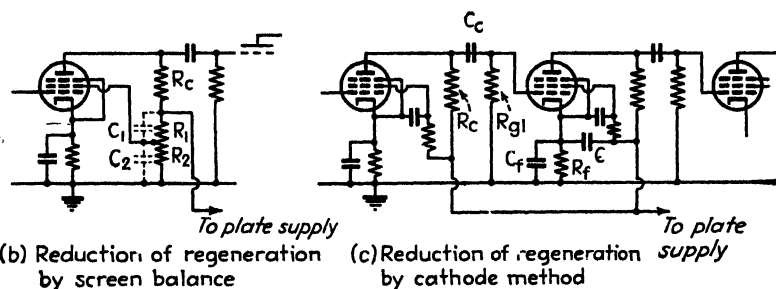 Cc
Rc
C1
R1
C2
R2
Rc
Rg1
Cf
Rf
C
To plate supply
To plate
supply
(b) Reduction of regeneration
by screen balance
(c) Reduction of regeneration
by cathode method